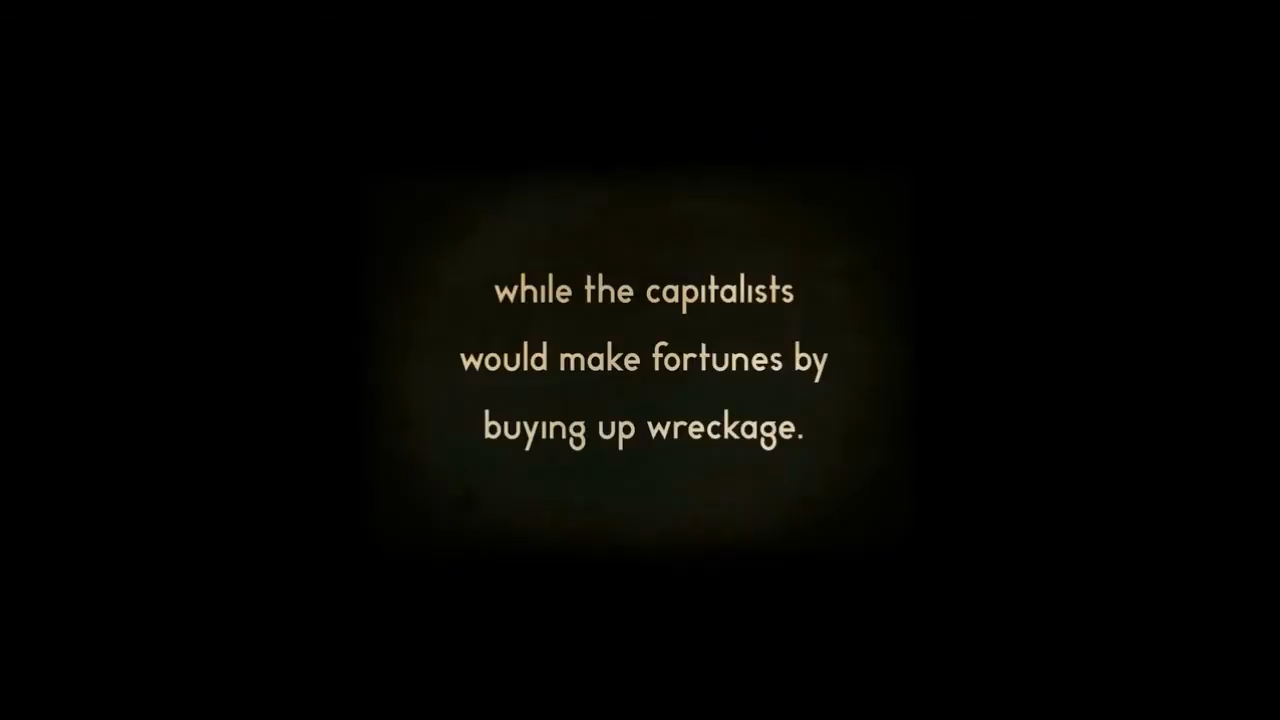 while the capitalists
would make fortunes by
buying up wreckage.